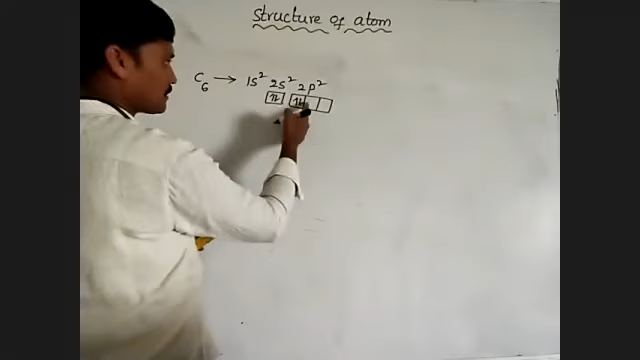 Structure of atom
C₆ → 1s² 2s² 2p²
↑↓ ↑↓